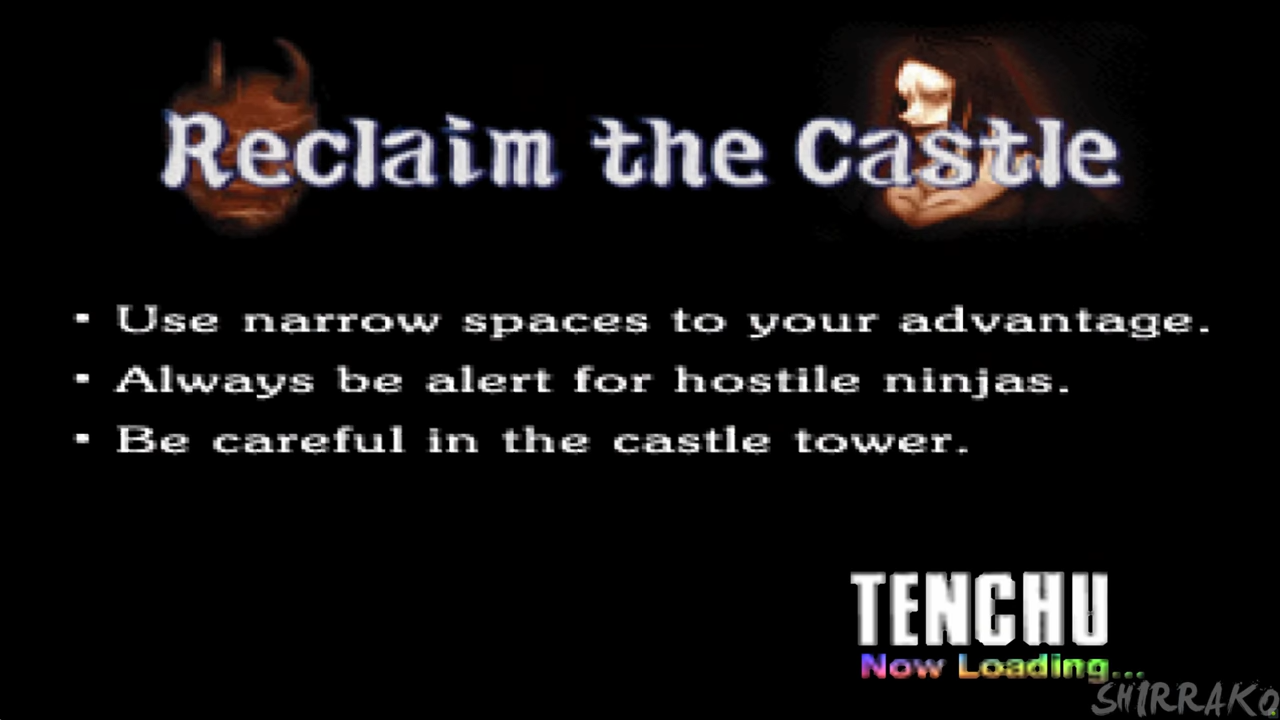 Reclaim the Castle
▪ Use narrow spaces to your advantage.
▪ Always be alert for hostile ninjas.
▪ Be careful in the castle tower.
TENCHU
Now Loading...
SHIRRAKO